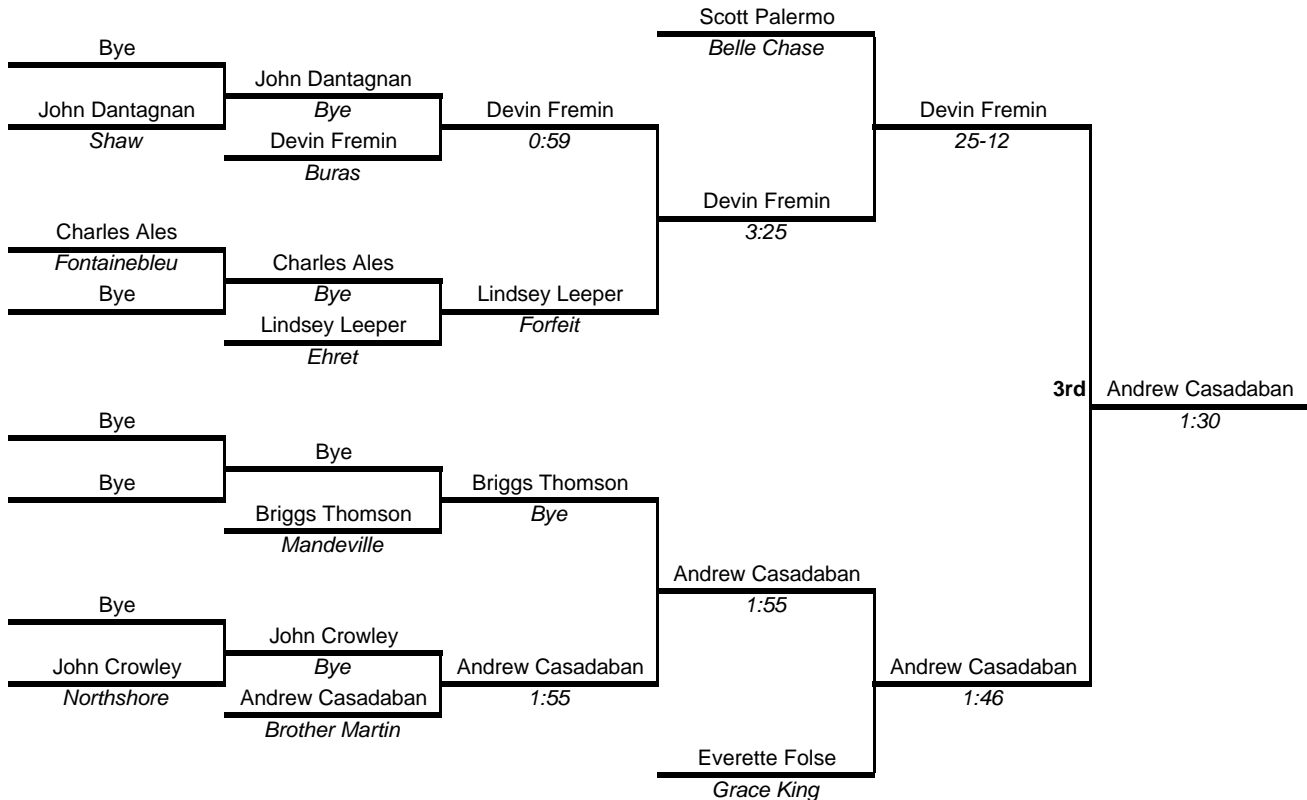 Scott Palermo
Belle Chase
Bye
John Dantagnan
Shaw
John Dantagnan
Bye
Devin Fremin
Buras
Devin Fremin
0:59
Devin Fremin
25-12
Devin Fremin
3:25
Charles Ales
Fontainebleu
Bye
Charles Ales
Bye
Lindsey Leeper
Ehret
Lindsey Leeper
Forfeit
3rd Andrew Casadaban
1:30
Bye
Bye
Bye
Briggs Thomson
Mandeville
Briggs Thomson
Bye
Andrew Casadaban
1:55
Bye
John Crowley
Northshore
John Crowley
Bye
Andrew Casadaban
Brother Martin
Andrew Casadaban
1:55
Andrew Casadaban
1:46
Everette Folse
Grace King